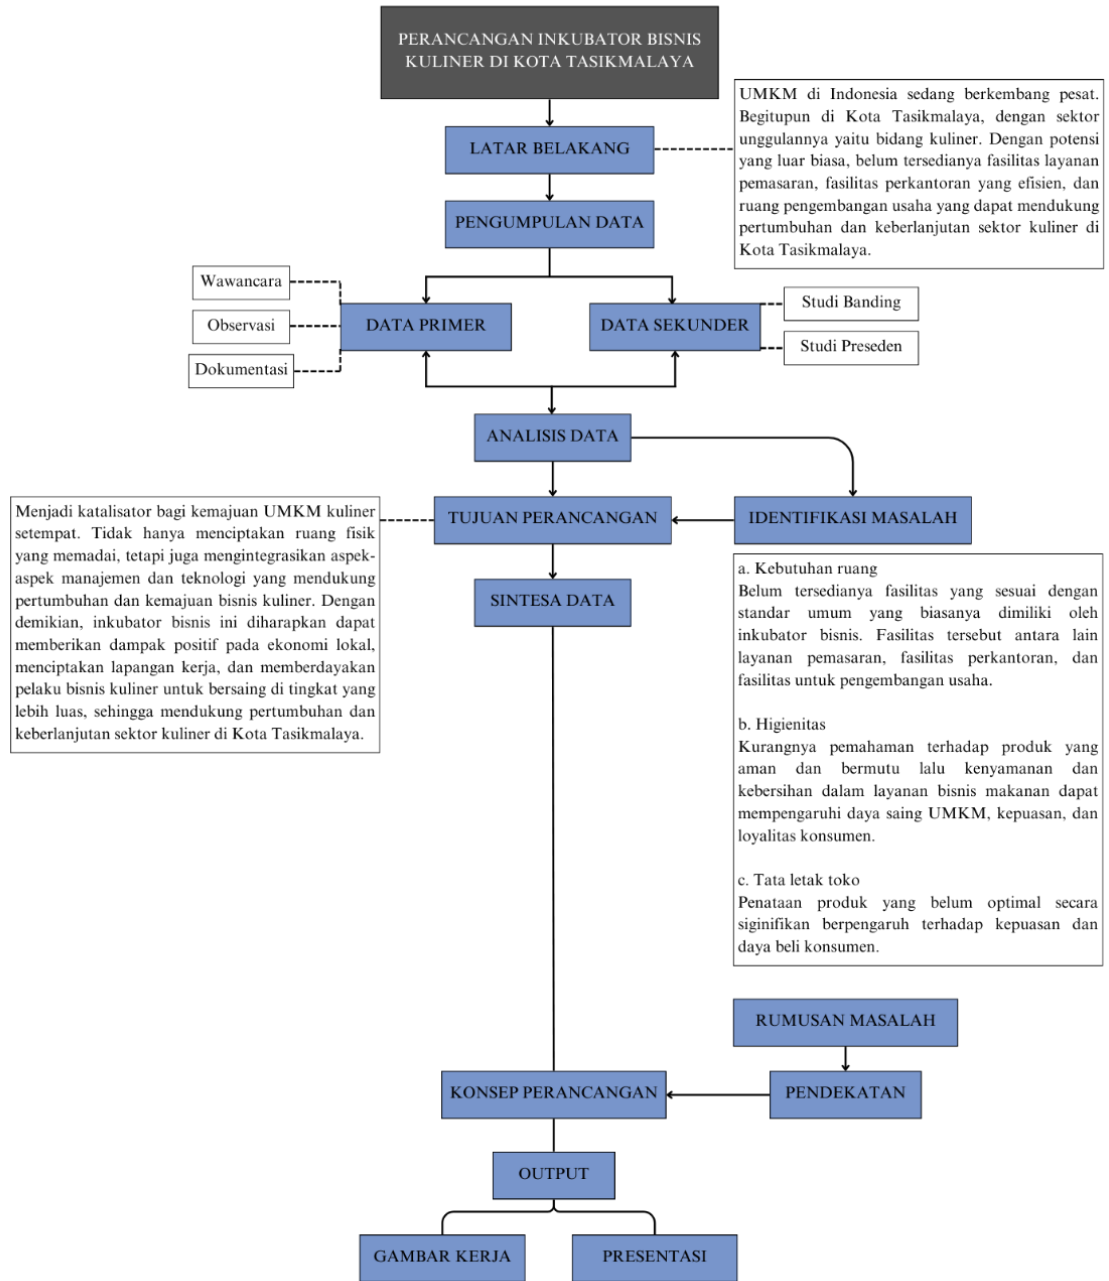 PERANCANGAN INKUBATOR BISNIS
KULINER DI KOTA TASIKMALAYA
LATAR BELAKANG
UMKM di Indonesia sedang berkembang pesat.
Begitupun di Kota Tasikmalaya, dengan sektor
unggulannya yaitu bidang kuliner. Dengan potensi
yang luar biasa, belum tersedianya fasilitas layanan
pemasaran, fasilitas perkantoran yang efisien, dan
ruang pengembangan usaha yang dapat mendukung
pertumbuhan dan keberlanjutan sektor kuliner di
Kota Tasikmalaya.
PENGUMPULAN DATA
Wawancara
Observasi
Dokumentasi
DATA PRIMER
DATA SEKUNDER
Studi Banding
Studi Preseden
ANALISIS DATA
Menjadi katalisator bagi kemajuan UMKM kuliner
setempat. Tidak hanya menciptakan ruang fisik
yang memadai, tetapi juga mengintegrasikan aspek-
aspek manajemen dan teknologi yang mendukung
pertumbuhan dan kemajuan bisnis kuliner. Dengan
demikian, inkubator bisnis ini diharapkan dapat
memberikan dampak positif pada ekonomi lokal,
menciptakan lapangan kerja, dan memberdayakan
pelaku bisnis kuliner untuk bersaing di tingkat yang
lebih luas, sehingga mendukung pertumbuhan dan
keberlanjutan sektor kuliner di Kota Tasikmalaya.
TUJUAN PERANCANGAN
IDENTIFIKASI MASALAH
SINTESA DATA
a. Kebutuhan ruang
Belum tersedianya fasilitas yang sesuai dengan
standar umum yang biasanya dimiliki oleh
inkubator bisnis. Fasilitas tersebut antara lain
layanan pemasaran, fasilitas perkantoran, dan
fasilitas untuk pengembangan usaha.
b. Higienitas
Kurangnya pemahaman terhadap produk yang
aman dan bermutu lalu kenyamanan dan
kebersihan dalam layanan bisnis makanan dapat
mempengaruhi daya saing UMKM, kepuasan, dan
loyalitas konsumen.
c. Tata letak toko
Penataan produk yang belum optimal secara
siginifikan berpengaruh terhadap kepuasan dan
daya beli konsumen.
RUMUSAN MASALAH
KONSEP PERANCANGAN
PENDEKATAN
OUTPUT
GAMBAR KERJA
PRESENTASI